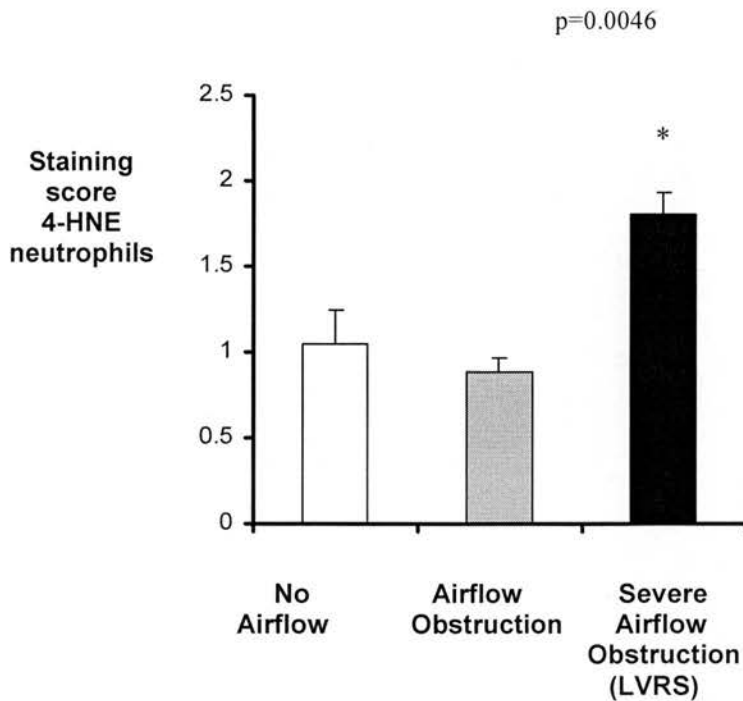 p=0.0046
2.5
2
1.5
1
0.5
0
*
Staining
score
4-HNE
neutrophils
No
Airflow
Airflow
Obstruction
Severe
Airflow
Obstruction
(LVRS)